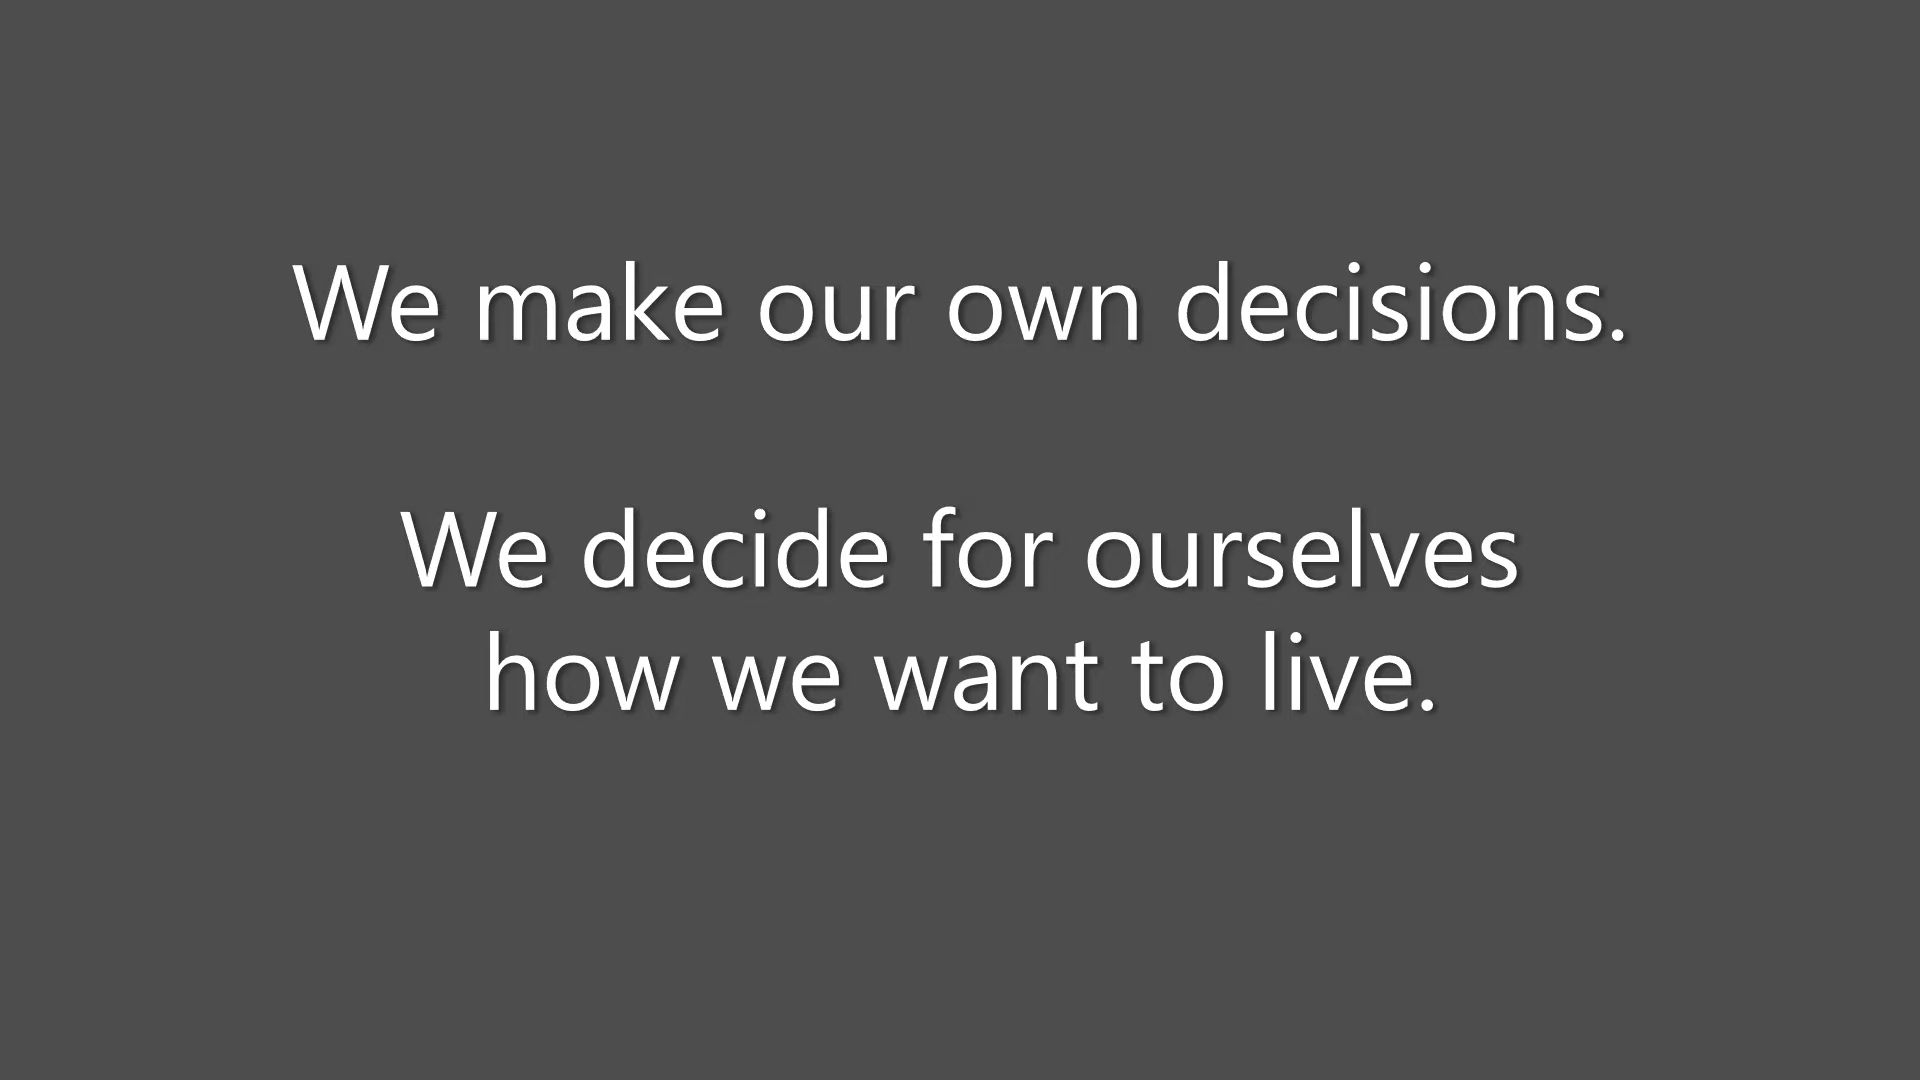 We make our own decisions.
We decide for ourselves
how we want to live.